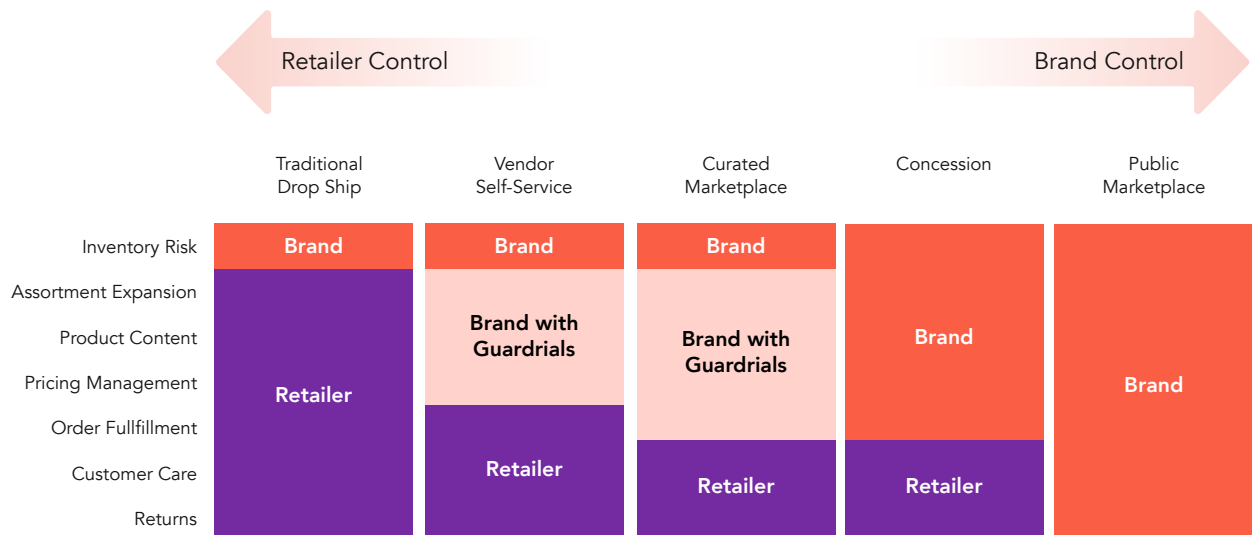 Retailer Control
Brand Control
Traditional
Drop Ship
Vendor
Self-Service
Curated
Marketplace
Concession
Public
Marketplace
Inventory Risk
Assortment Expansion
Product Content
Pricing Management
Order Fullfillment
Customer Care
Returns
Brand
Retailer
Brand
Brand with
Guardrials
Retailer
Brand
Brand with
Guardrials
Retailer
Brand
Retailer
Brand